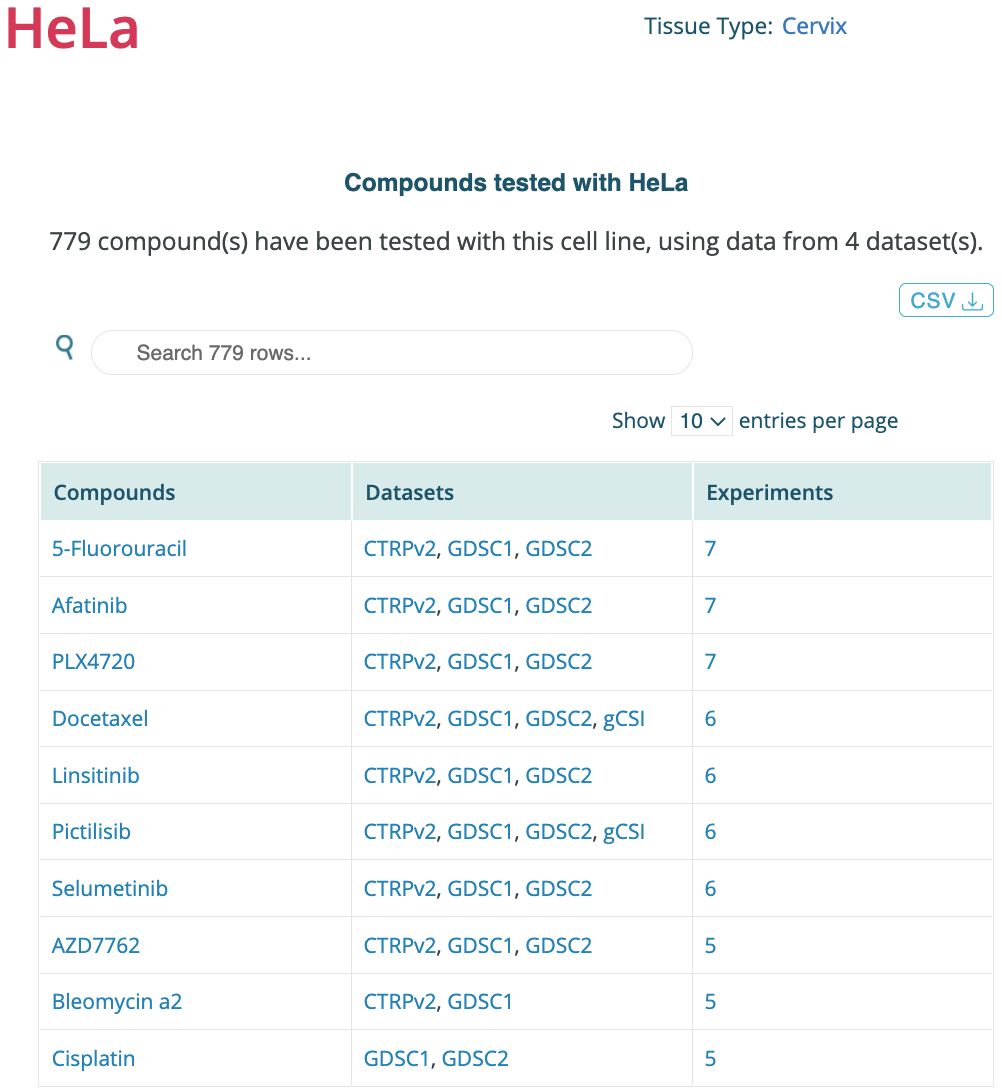 HeLa
Tissue Type: Cervix
Compounds tested with HeLa
779 compound(s) have been tested with this cell line, using data from 4 dataset(s).
CSV
Search 779 rows...
Show 10 entries per page
Compounds Datasets Experiments
5-Fluorouracil CTRPv2, GDSC1, GDSC2 7
Afatinib CTRPv2, GDSC1, GDSC2 7
PLX4720 CTRPv2, GDSC1, GDSC2 7
Docetaxel CTRPv2, GDSC1, GDSC2, gCSI 6
Linsitinib CTRPv2, GDSC1, GDSC2 6
Pictilisib CTRPv2, GDSC1, GDSC2, gCSI 6
Selumetinib CTRPv2, GDSC1, GDSC2 6
AZD7762 CTRPv2, GDSC1, GDSC2 5
Bleomycin a2 CTRPv2, GDSC1 5
Cisplatin GDSC1, GDSC2 5